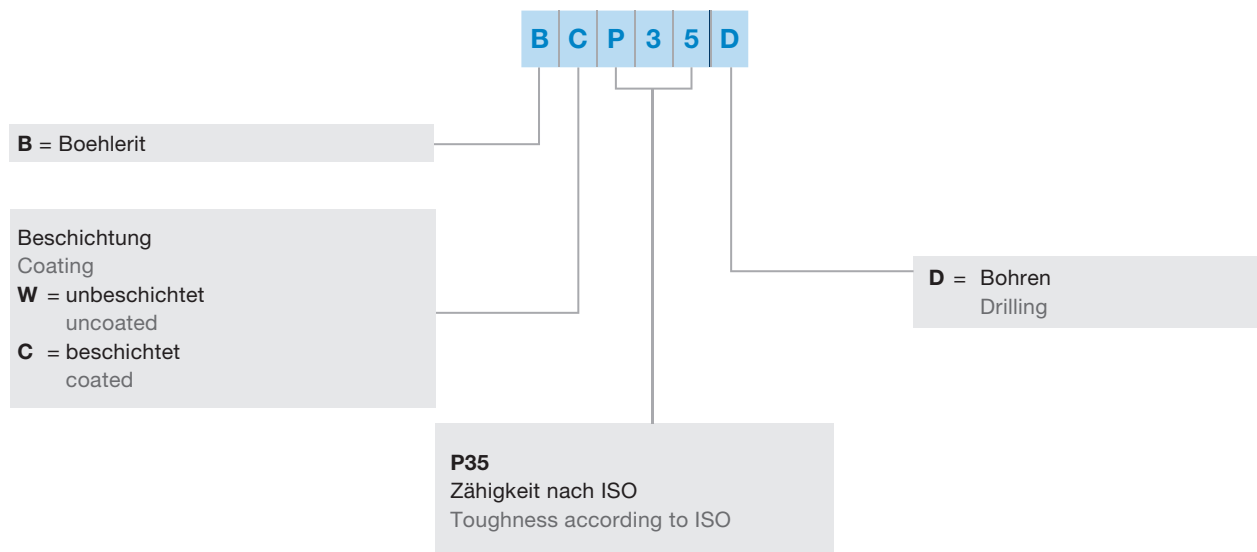 B C P 3 5 D
B = Boehlerit
Beschichtung
Coating
W = unbeschichtet
uncoated
C = beschichtet
coated
D = Bohren
Drilling
P35
Zähigkeit nach ISO
Toughness according to ISO